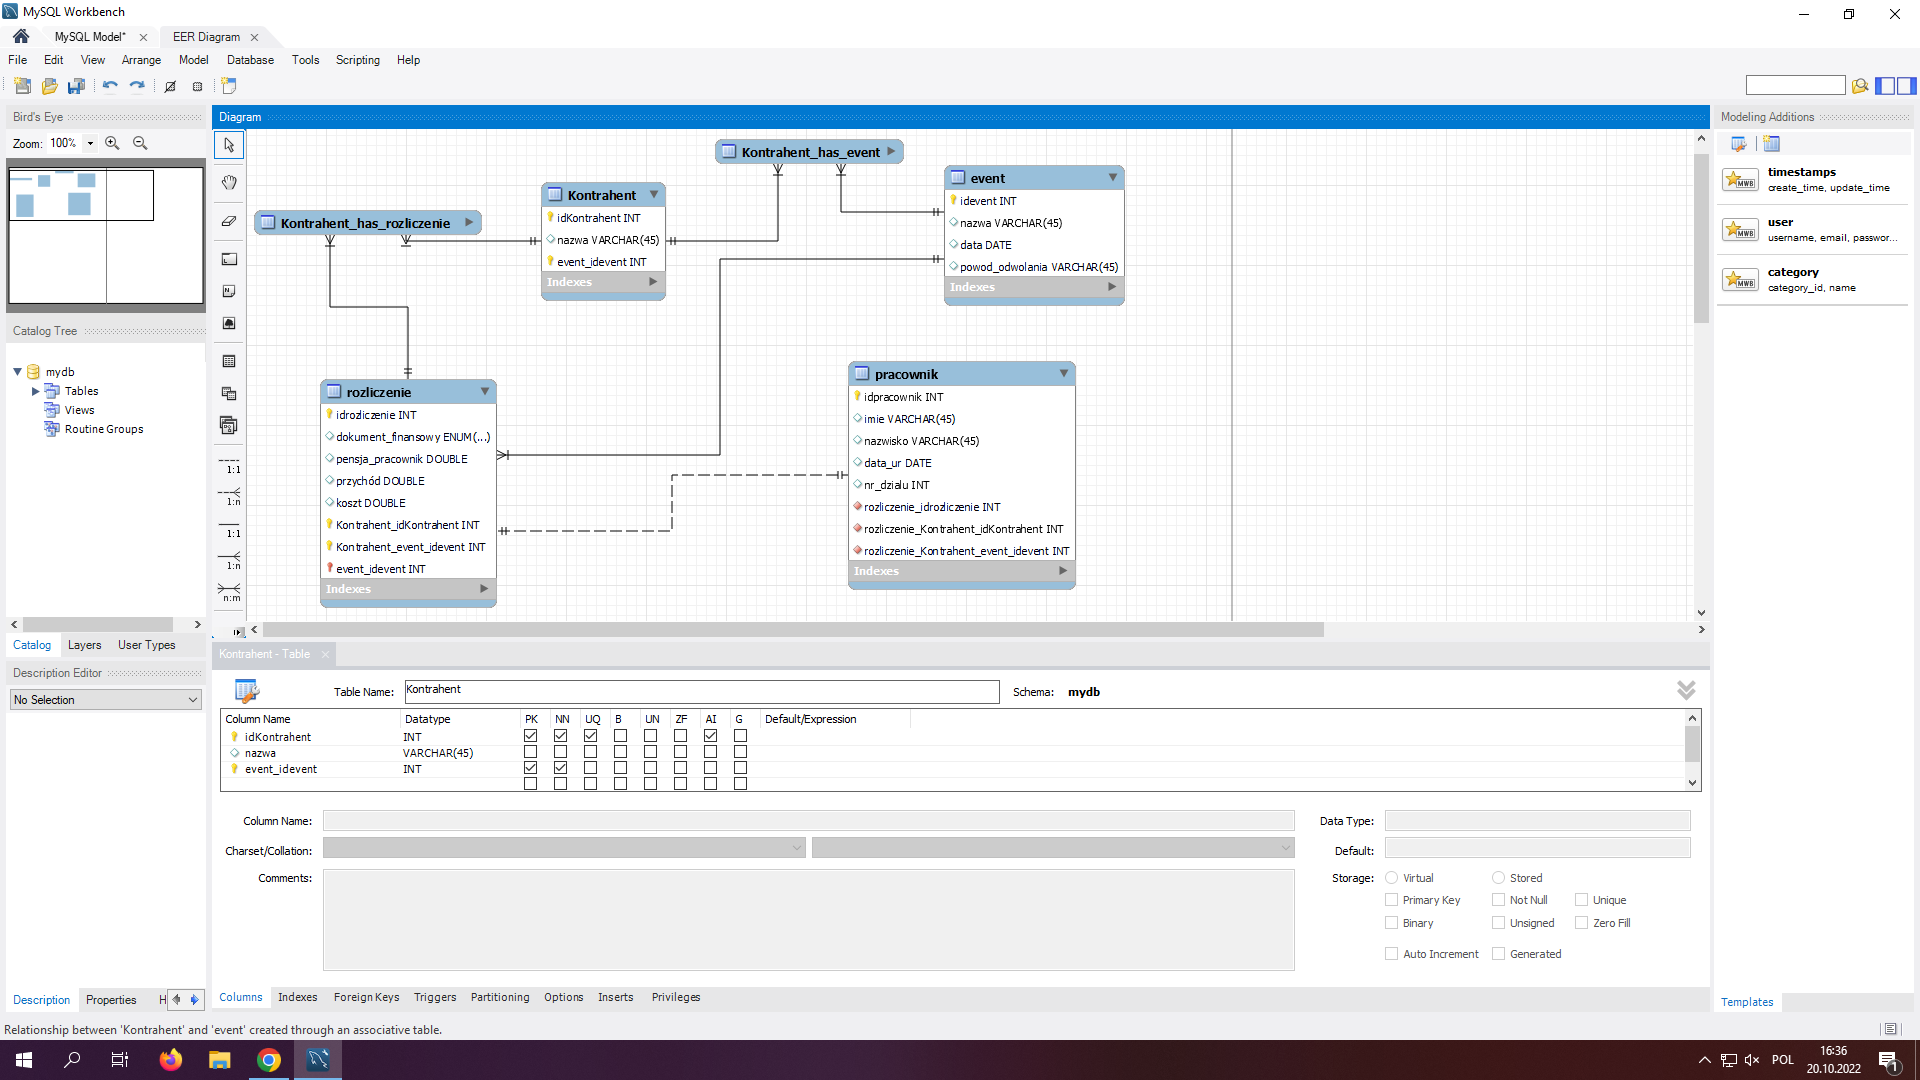 MySQL Workbench
MySQL Model*
EER Diagram
File Edit View Arrange Model Database Tools Scripting Help
Bird's Eye
Zoom: 100%
Catalog Tree
mydb
Tables
Views
Routine Groups
Catalog Layers User Types
Description Editor
No Selection
Description Properties H
Diagram
1:1
1:n
1:1
1:n
n:m
Kontrahent_has_rozliczenie
Kontrahent
idKontrahent INT
nazwa VARCHAR(45)
event_idevent INT
Indexes
Kontrahent_has_event
event
idevent INT
nazwa VARCHAR(45)
data DATE
powod_odwolania VARCHAR(45)
Indexes
rozliczenie
idrozliczenie INT
dokument_finansowy ENUM(...)
pensja_pracownik DOUBLE
przychód DOUBLE
koszt DOUBLE
Kontrahent_idKontrahent INT
Kontrahent_event_idevent INT
event_idevent INT
Indexes
pracownik
idpracownik INT
imie VARCHAR(45)
nazwisko VARCHAR(45)
data_ur DATE
nr_dzialu INT
rozliczenie_idrozliczenie INT
rozliczenie_Kontrahent_idKontrahent INT
rozliczenie_Kontrahent_event_idevent INT
Indexes
Modeling Additions
MWB
timestamps
create_time, update_time
MWB
user
username, email, passwor...
MWB
category
category_id, name
Templates
Kontrahent - Table
Table Name: Kontrahent Schema: mydb
Column Name Datatype PK NN UQ B UN ZF AI G Default/Expression
idKontrahent INT
nazwa VARCHAR(45)
event_idevent INT
Column Name: Data Type:
Charset/Collation: Default:
Comments: Storage: Virtual Stored
Primary Key Not Null Unique
Binary Unsigned Zero Fill
Auto Increment Generated
Columns Indexes Foreign Keys Triggers Partitioning Options Inserts Privileges
Relationship between 'Kontrahent' and 'event' created through an associative table.
POL
16:36
20.10.2022
1